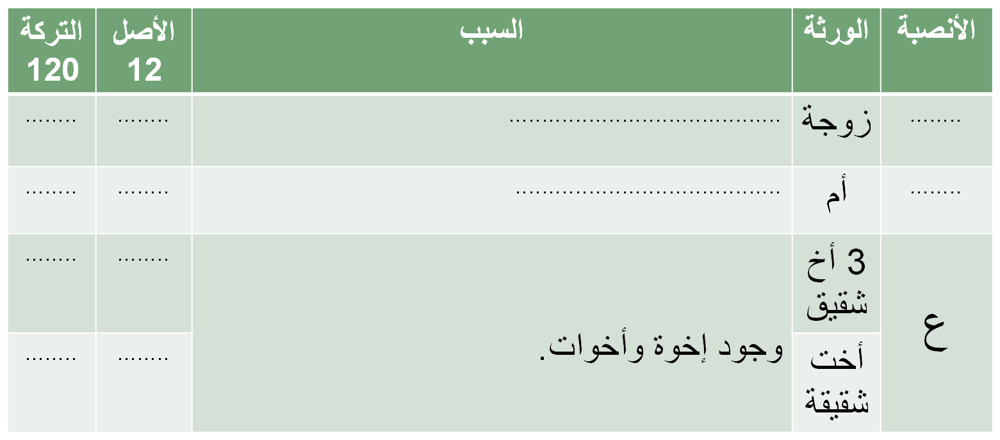 الأنصبة الورثة السبب الأصل 12 التركة 120
........ زوجة ......................................... ........ ........
........ أم ........................................ ........ ........
ع 3 أخ شقيق وجود إخوة وأخوات. ........ ........
أخت شقيقة ........ ........